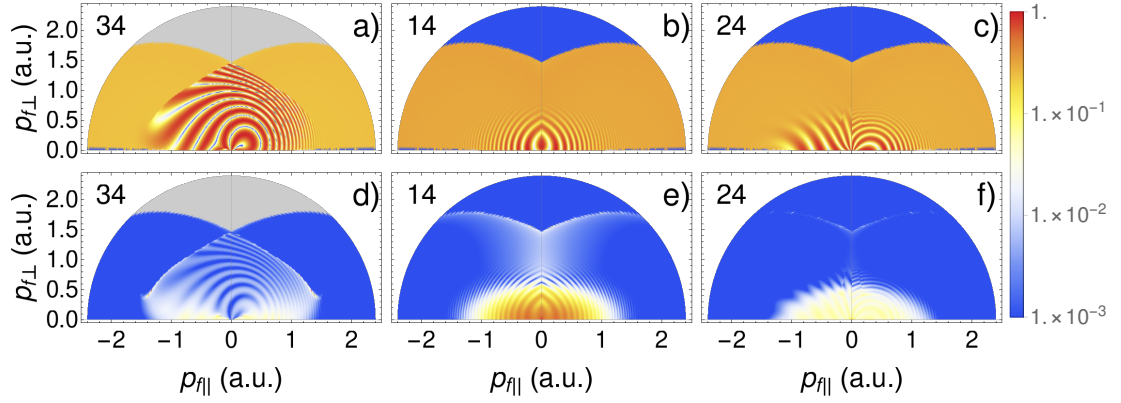 34 a) 14 b) 24 c)
p_f⊥ (a.u.)
2.0
1.5
1.0
0.5
0.0
34 d) 14 e) 24 f)
p_f⊥ (a.u.)
2.0
1.5
1.0
0.5
0.0
−2 −1 0 1 2 −2 −1 0 1 2 −2 −1 0 1 2
p_f|| (a.u.) p_f|| (a.u.) p_f|| (a.u.)
1.
1.×10⁻¹
1.×10⁻²
1.×10⁻³